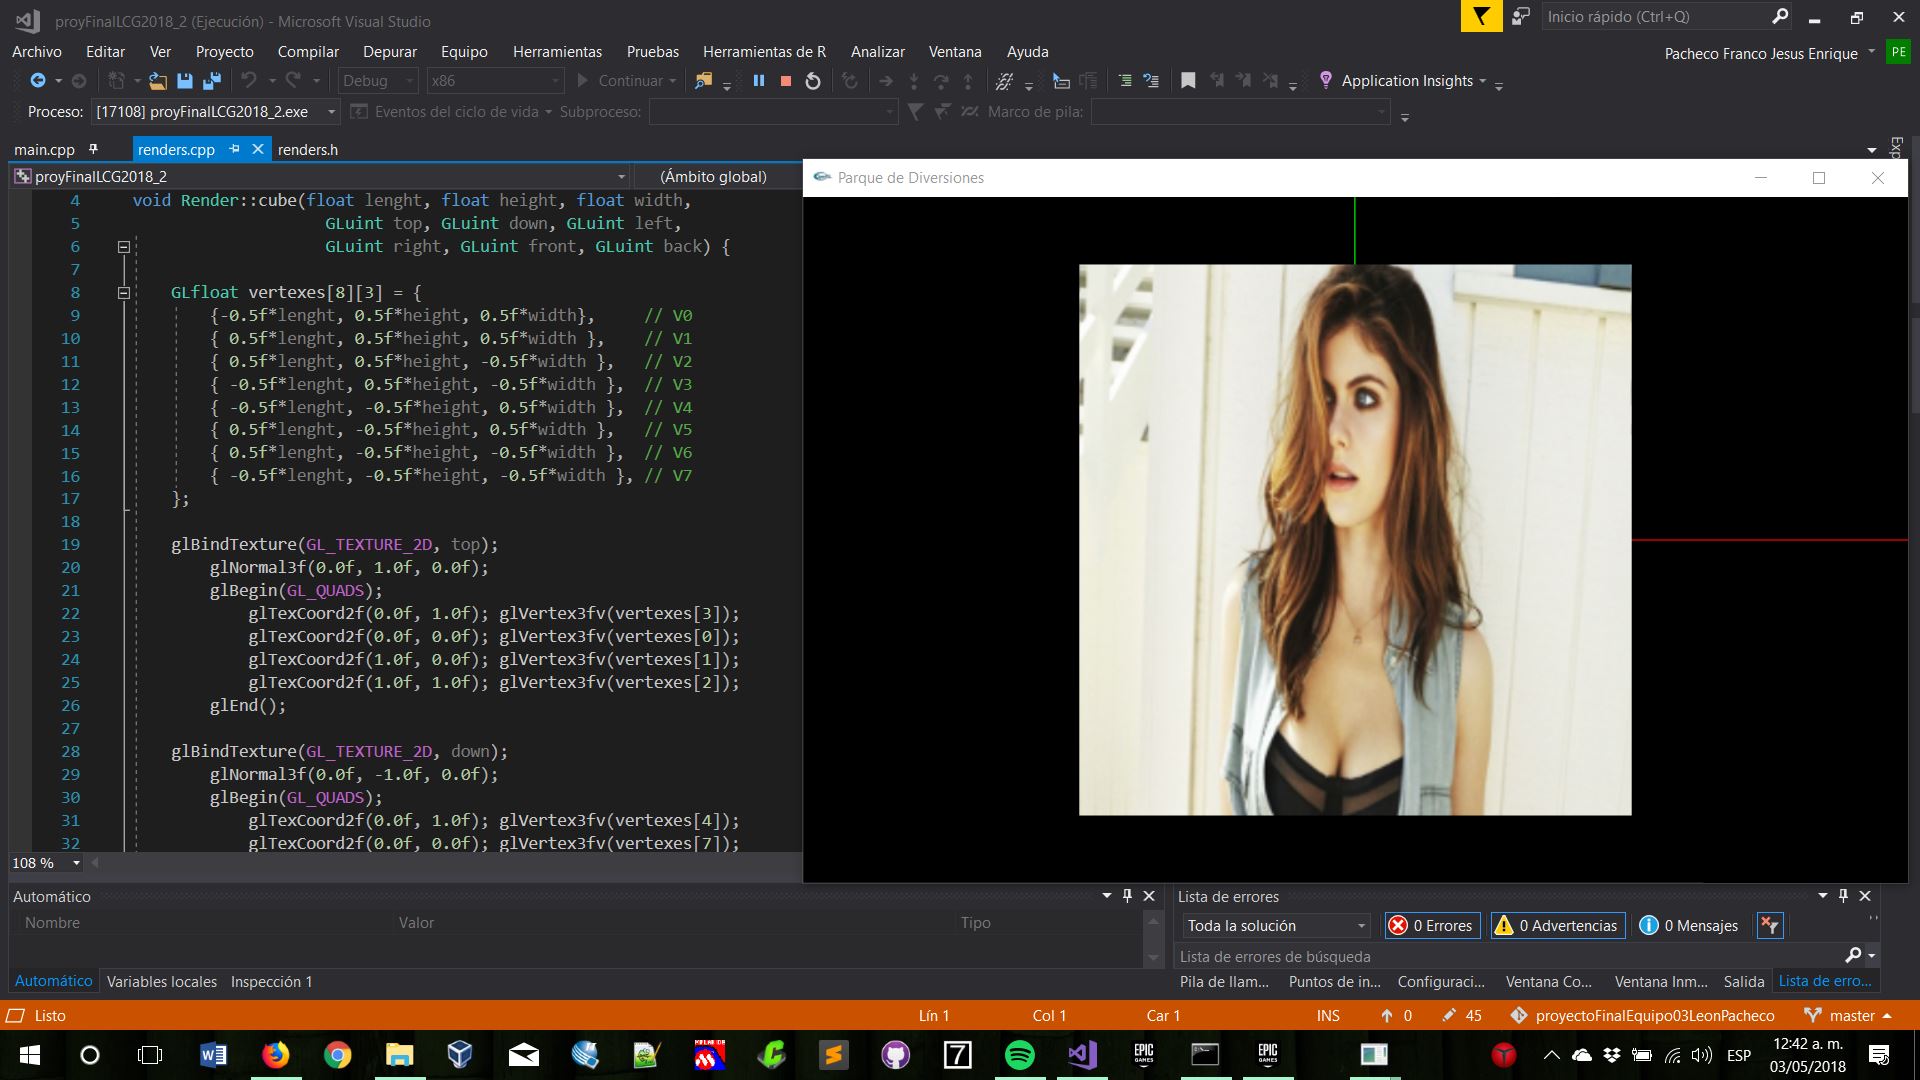 proyFinalLCG2018_2 (Ejecución) - Microsoft Visual Studio
Inicio rápido (Ctrl+Q)
Archivo Editar Ver Proyecto Compilar Depurar Equipo Herramientas Pruebas Herramientas de R Analizar Ventana Ayuda
Pacheco Franco Jesus Enrique PE
Debug x86 Continuar Application Insights
Proceso: [17108] proyFinalLCG2018_2.exe Eventos del ciclo de vida Subproceso: Marco de pila:
main.cpp renders.cpp renders.h
Exp
proyFinalLCG2018_2 (Ámbito global)
Parque de Diversiones
4 void Render::cube(float lenght, float height, float width,
5 GLuint top, GLuint down, GLuint left,
6 GLuint right, GLuint front, GLuint back) {
7
8 GLfloat vertexes[8][3] = {
9 {-0.5f*lenght, 0.5f*height, 0.5f*width}, // V0
10 { 0.5f*lenght, 0.5f*height, 0.5f*width }, // V1
11 { 0.5f*lenght, 0.5f*height, -0.5f*width }, // V2
12 { -0.5f*lenght, 0.5f*height, -0.5f*width }, // V3
13 { -0.5f*lenght, -0.5f*height, 0.5f*width }, // V4
14 { 0.5f*lenght, -0.5f*height, 0.5f*width }, // V5
15 { 0.5f*lenght, -0.5f*height, -0.5f*width }, // V6
16 { -0.5f*lenght, -0.5f*height, -0.5f*width }, // V7
17 };
18
19 glBindTexture(GL_TEXTURE_2D, top);
20 glNormal3f(0.0f, 1.0f, 0.0f);
21 glBegin(GL_QUADS);
22 glTexCoord2f(0.0f, 1.0f); glVertex3fv(vertexes[3]);
23 glTexCoord2f(0.0f, 0.0f); glVertex3fv(vertexes[0]);
24 glTexCoord2f(1.0f, 0.0f); glVertex3fv(vertexes[1]);
25 glTexCoord2f(1.0f, 1.0f); glVertex3fv(vertexes[2]);
26 glEnd();
27
28 glBindTexture(GL_TEXTURE_2D, down);
29 glNormal3f(0.0f, -1.0f, 0.0f);
30 glBegin(GL_QUADS);
31 glTexCoord2f(0.0f, 1.0f); glVertex3fv(vertexes[4]);
32 glTexCoord2f(0.0f, 0.0f); glVertex3fv(vertexes[7]);
108 %
Automático
Nombre Valor Tipo
Automático Variables locales Inspección 1
Lista de errores
Toda la solución 0 Errores 0 Advertencias 0 Mensajes
Lista de errores de búsqueda
Pila de llam... Puntos de in... Configuraci... Ventana Co... Ventana Inm... Salida Lista de erro...
Listo Lín 1 Col 1 Car 1 INS 0 45 proyectoFinalEquipo03LeonPacheco master
EPIC GAMES EPIC GAMES
ESP
12:42 a. m.
03/05/2018